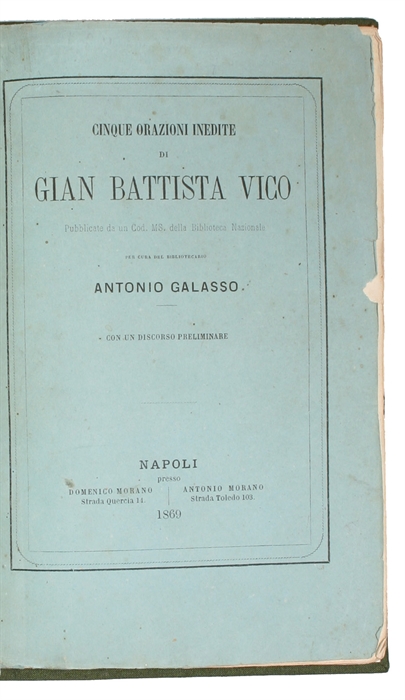 CINQUE ORAZIONI INEDITE
DI
GIAN BATTISTA VICO
Pubblicate da un Cod. MS. della Biblioteca Nazionale
PER CURA DEL BIBLIOTECARIO
ANTONIO GALASSO
CON UN DISCORSO PRELIMINARE
NAPOLI
presso
DOMENICO MORANO
Strada Quercia 14.
ANTONIO MORANO
Strada Toledo 103.
1869